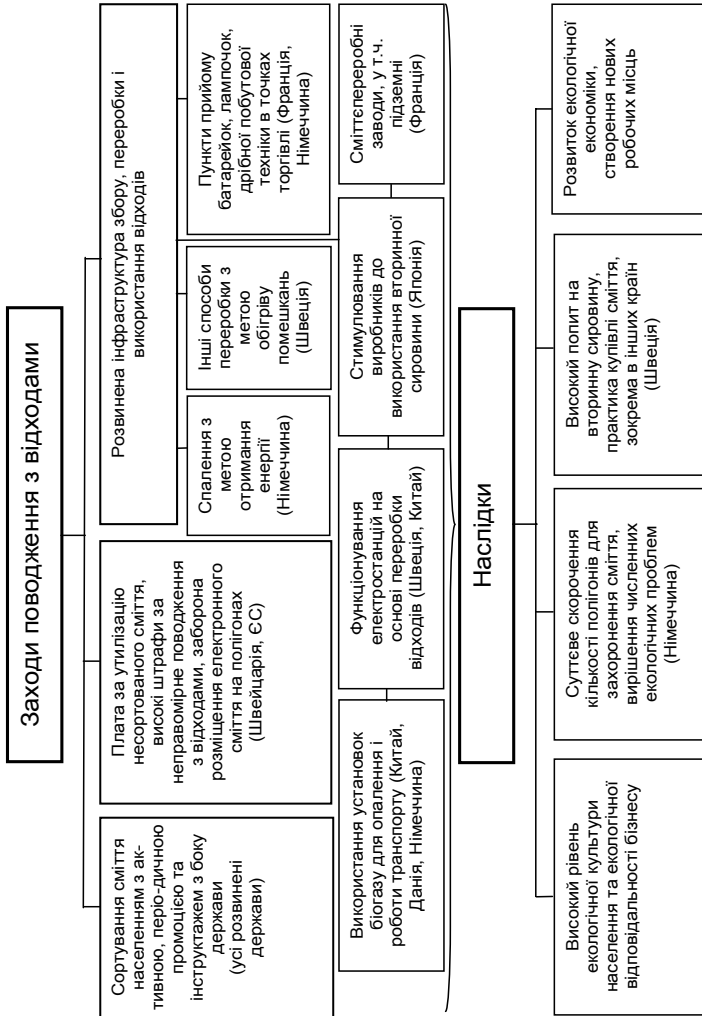 Заходи поводження з відходами
Сортування сміття
населенням з ак-
тивною, періо-дичною
промоцією та
інструктажем з боку
держави
(усі розвинені
держави)
Плата за утилізацію
несортованого сміття,
високі штрафи за
неправомірне поводження
з відходами, заборона
розміщення електронного
сміття на полігонах
(Швейцарія, ЄС)
Розвинена інфраструктура збору, переробки і
використання відходів
Спалення з
метою
отримання
енергії
(Німеччина)
Інші способи
переробки з
метою
обігріву
помешкань
(Швеція)
Пункти прийому
батарейок, лампочок,
дрібної побутової
техніки в точках
торгівлі (Франція,
Німеччина)
Використання установок
біогазу для опалення і
роботи транспорту (Китай,
Данія, Німеччина)
Функціонування
електростанцій на
основі переробки
відходів (Швеція, Китай)
Стимулювання
виробників до
використання вторинної
сировини (Японія)
Сміттєпереробні
заводи, у т.ч.
підземні
(Франція)
Наслідки
Високий рівень
екологічної культури
населення та екологічної
відповідальності бізнесу
Суттєве скорочення
кількості полігонів для
захоронення сміття,
вирішення численних
екологічних проблем
(Німеччина)
Високий попит на
вторинну сировину,
практика купівлі сміття,
зокрема в інших країн
(Швеція)
Розвиток екологічної
економіки,
створення нових
робочих місць